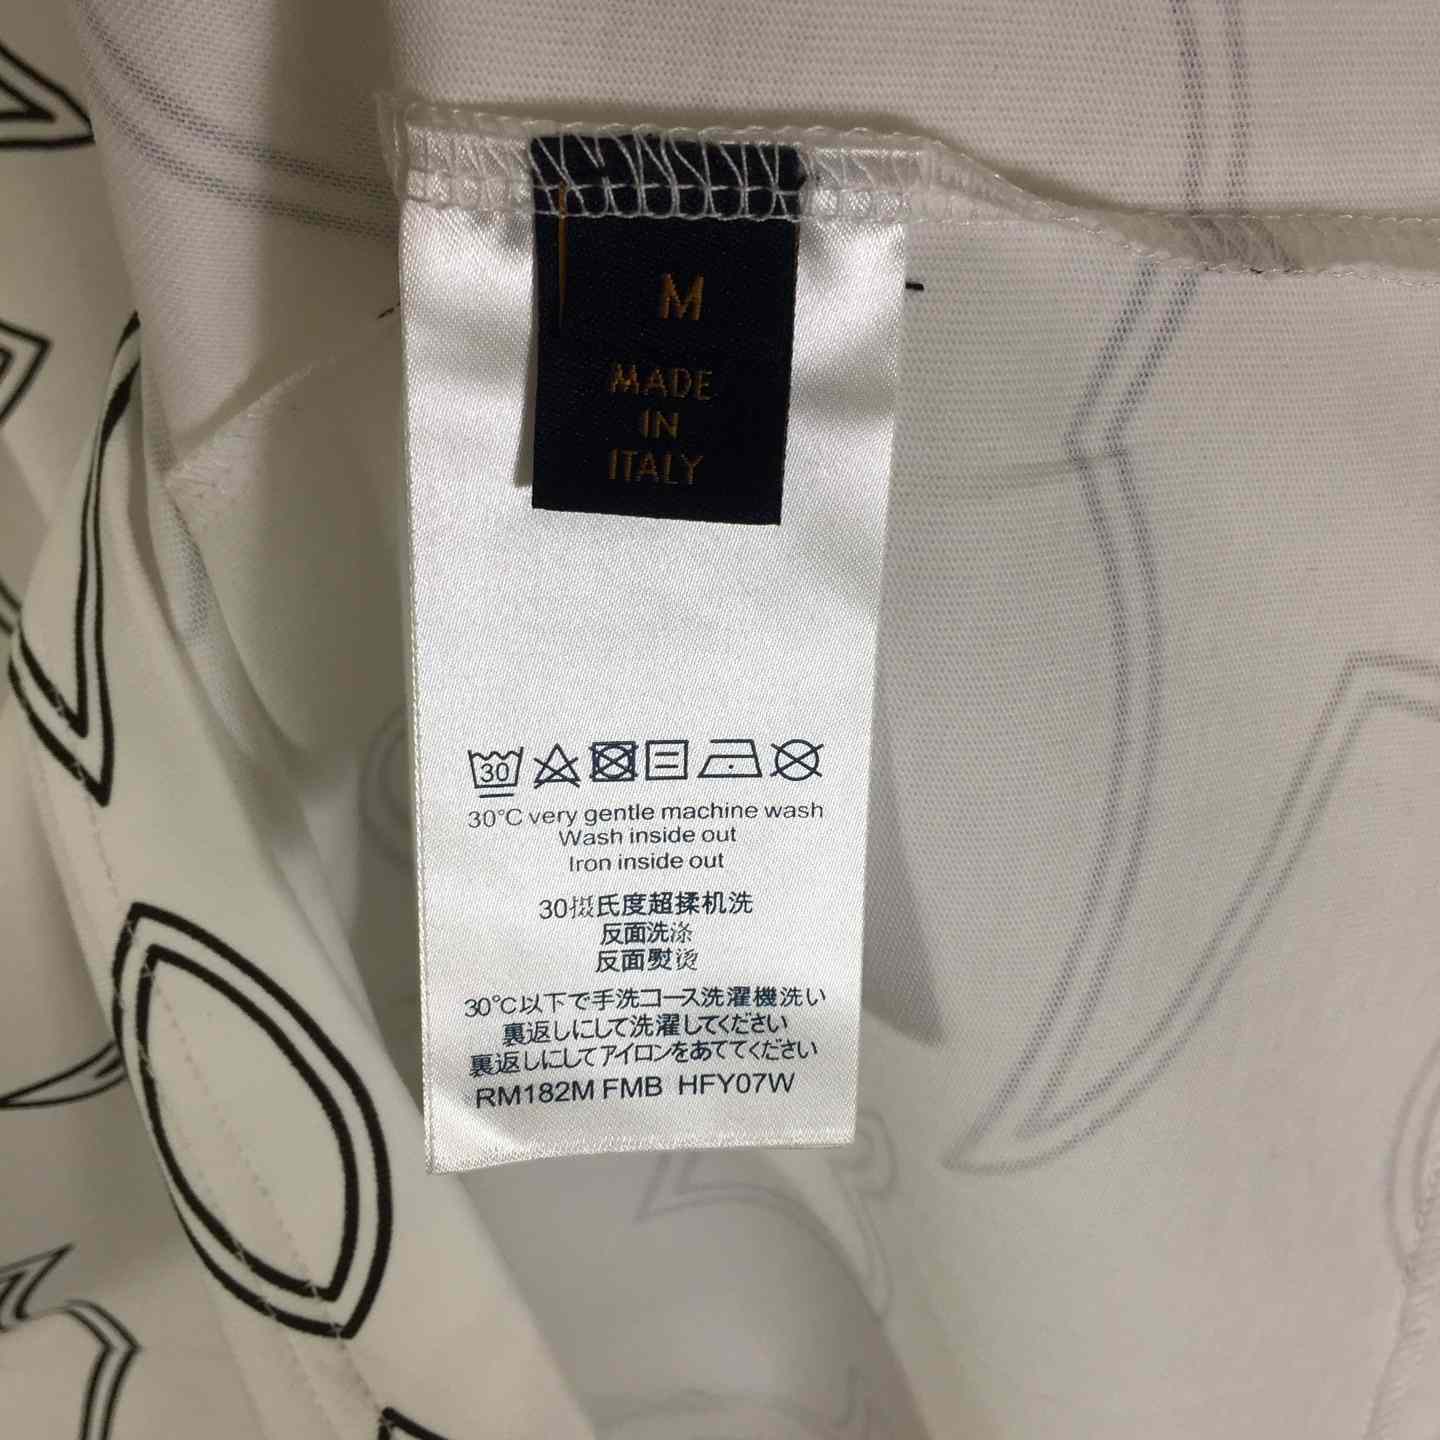 M
MADE
IN
ITALY
30
30°C very gentle machine wash
Wash inside out
Iron inside out
30摄氏度超揉机洗
反面洗涤
反面熨烫
30°C以下で手洗コース洗濯機洗い
裏返しにして洗濯してください
裏返しにしてアイロンをあててください
RM182M FMB HFY07W